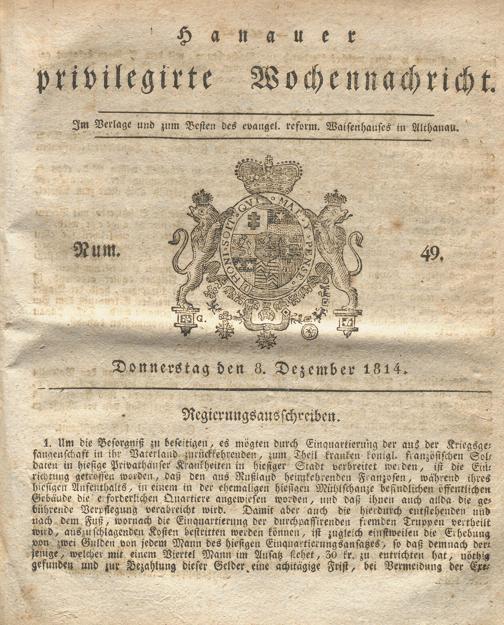 Hanauer
privilegirte Wochennachricht.
Im Verlage und zum Besten des evangel. reform. Waisenhauses in Althanau.
HONI SOIT QUI MAL Y PENSE
Num. 49.
Donnerstag den 8. Dezember 1814.
Regierungsausschreiben.
1. Um die Besorgniß zu beseitigen, es mögten durch Einquartierung der aus der Kriegsge-
fangenschaft in ihr Vaterland zurückkehrenden, zum Theil kranken königl. französischen Sol-
daten in hiesige Privathäuser Krankheiten in hiesiger Stadt verbreitet werden, ist die Ein-
richtung getroffen worden, daß den aus Rußland heimkehrenden Franzosen, während ihres
hiesigen Aufenthalts, in einem in der ehemaligen hiesigen Mühlschanz befindlichen öffentlichen
Gebäude die erforderlichen Quartiere angewiesen worden, und daß ihnen allda die ge-
bührende Verpflegung verabreicht wird. Damit aber auch die hierdurch entstehenden und
nach dem Fuß, wornach die Einquartierung der durchpassirenden fremden Truppen vertheilt
wird, auszuschlagenden Kosten bestritten werden können, ist zugleich einstweilen die Erhebung
von zwei Gulden von jedem Mann des hiesigen Einquartierungsansatzes, so daß demnach der-
jenige, welcher mit einem Viertel Mann im Ansatz stehet, 30 kr. zu entrichten hat, nöthig
gefunden und zur Bezahlung dieser Gelder eine achttägige Frist, bei Vermeidung der Exe-